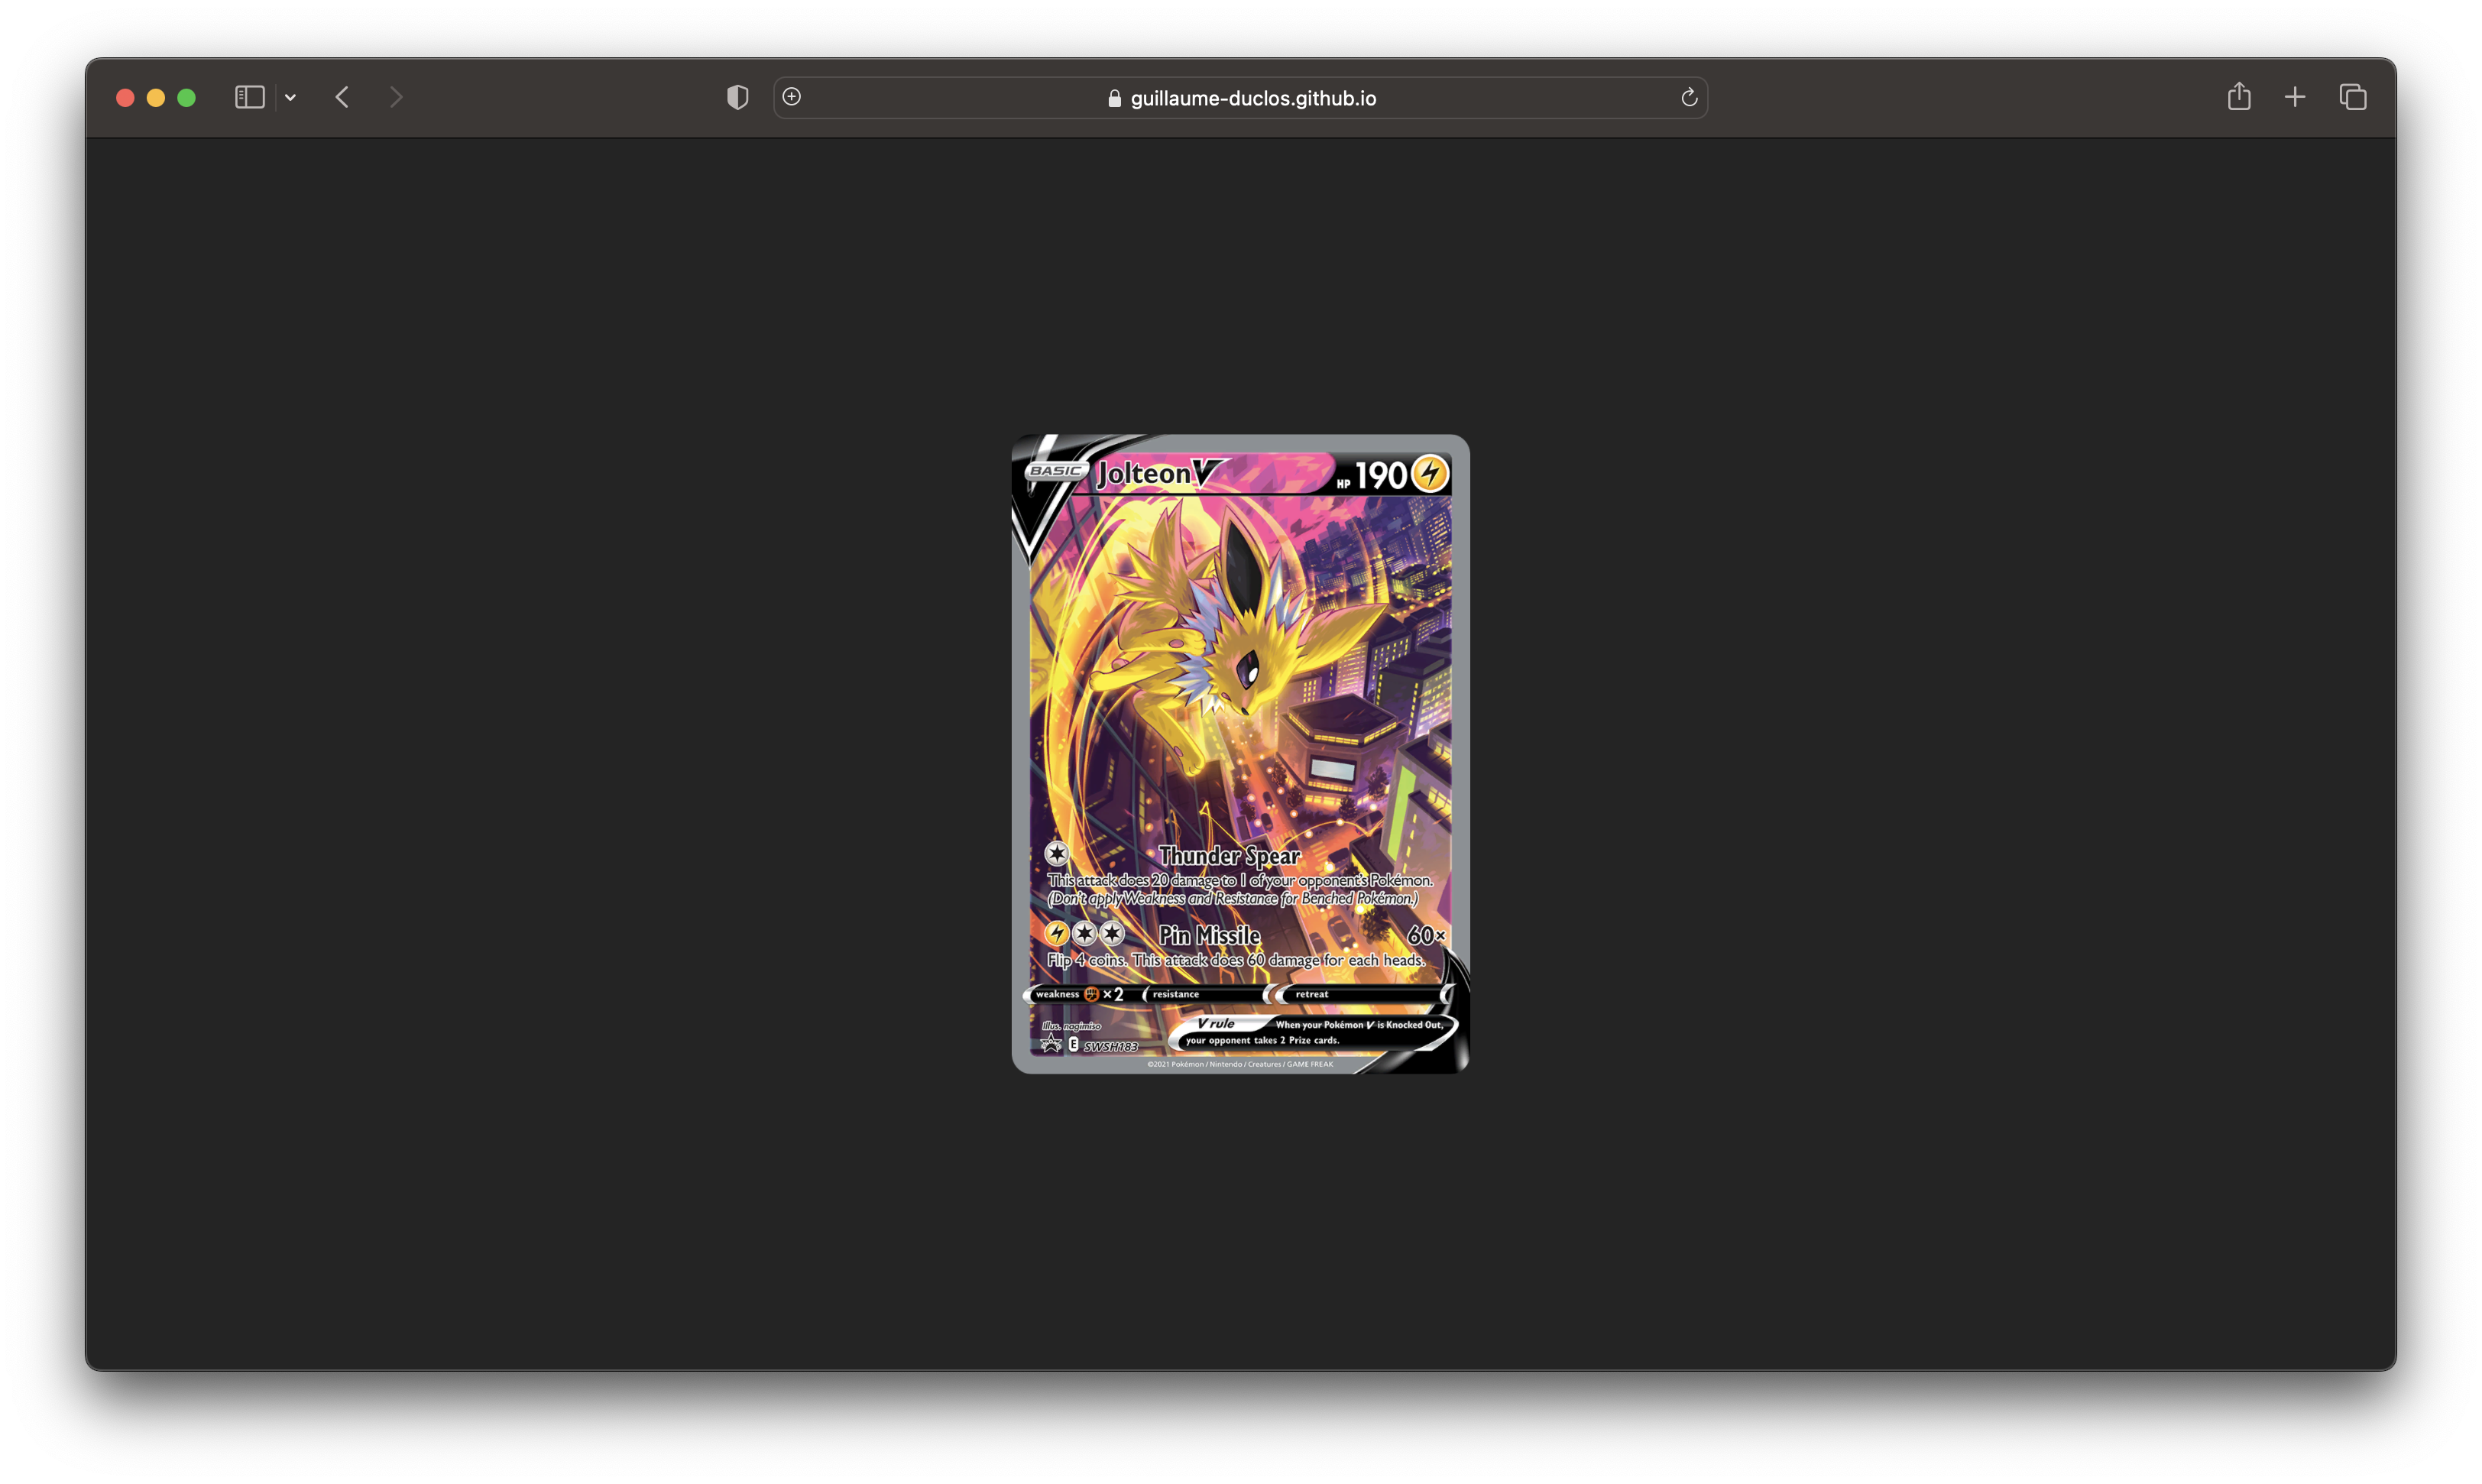 guillaume-duclos.github.io
BASIC Jolteon V HP 190
Thunder Spear
This attack does 20 damage to 1 of your opponent's Pokémon.
(Don't apply Weakness and Resistance for Benched Pokémon.)
Pin Missile 60×
Flip 4 coins. This attack does 60 damage for each heads.
weakness ×2 resistance retreat
Illus. nagimiso
V rule When your Pokémon V is Knocked Out,
your opponent takes 2 Prize cards.
E SWSH183
©2021 Pokémon / Nintendo / Creatures / GAME FREAK